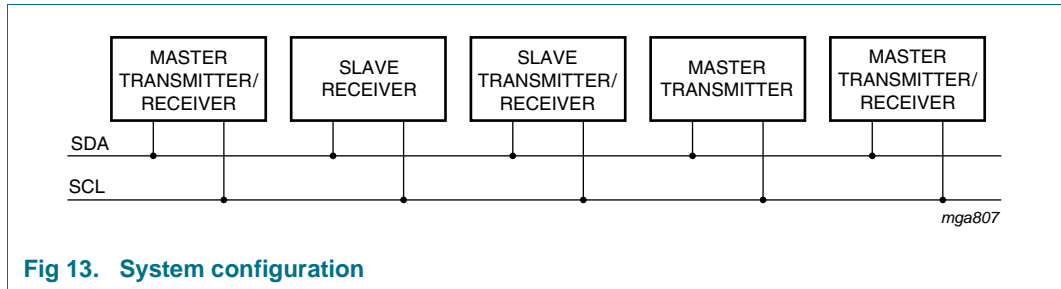 MASTER
TRANSMITTER/
RECEIVER
SLAVE
RECEIVER
SLAVE
TRANSMITTER/
RECEIVER
MASTER
TRANSMITTER
MASTER
TRANSMITTER/
RECEIVER
SDA
SCL
mga807
Fig 13. System configuration